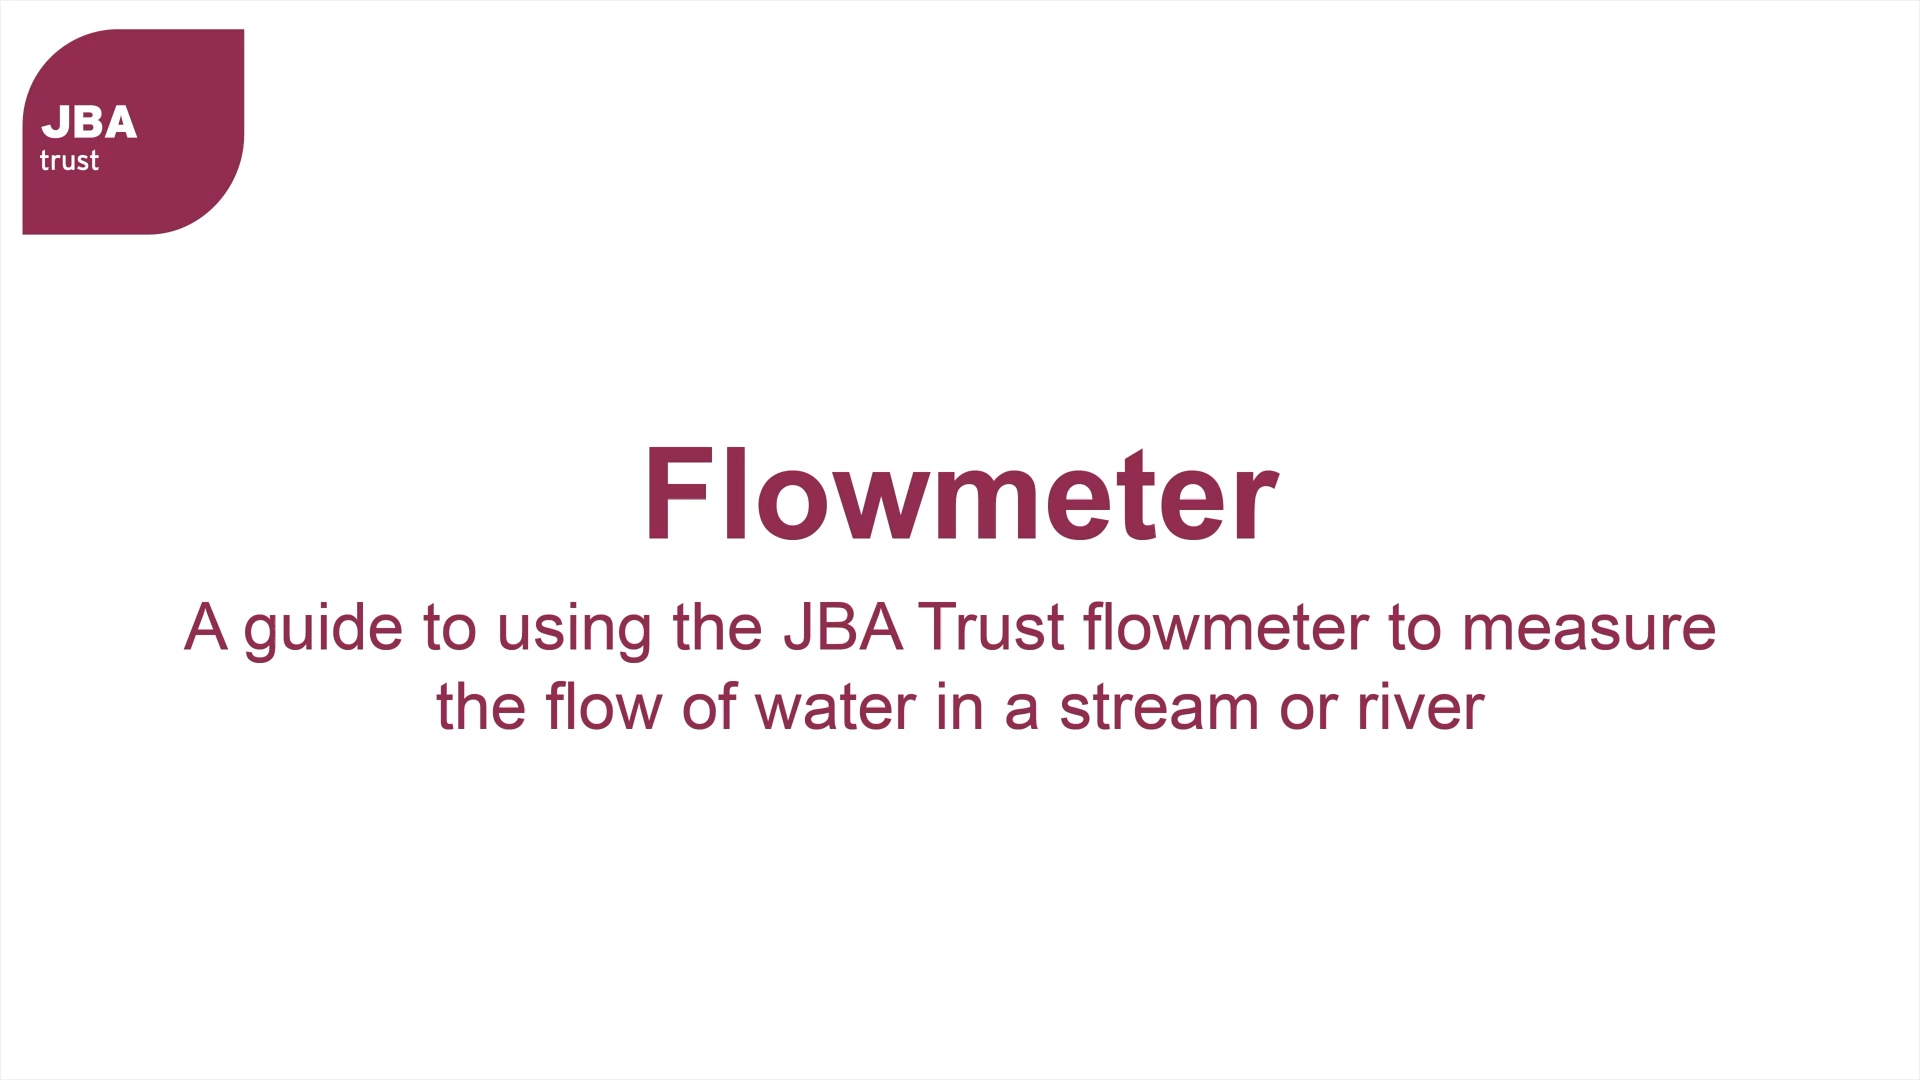 JBA
trust
Flowmeter
A guide to using the JBA Trust flowmeter to measure
the flow of water in a stream or river